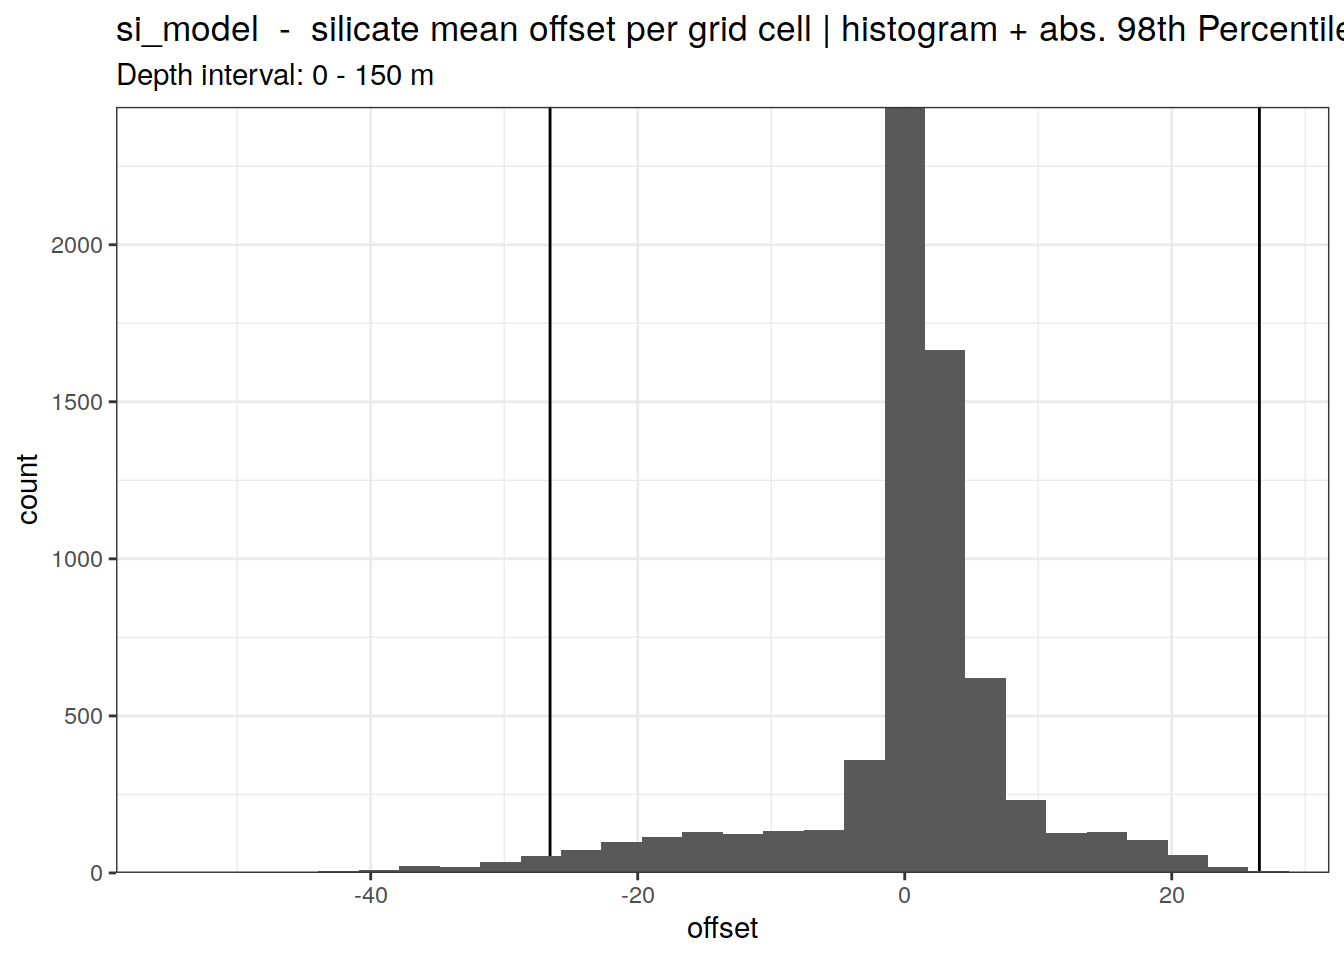 si_model  -  silicate mean offset per grid cell | histogram + abs. 98th Percentile
Depth interval: 0 - 150 m
2000
1500
1000
500
0
count
-40
-20
0
20
offset